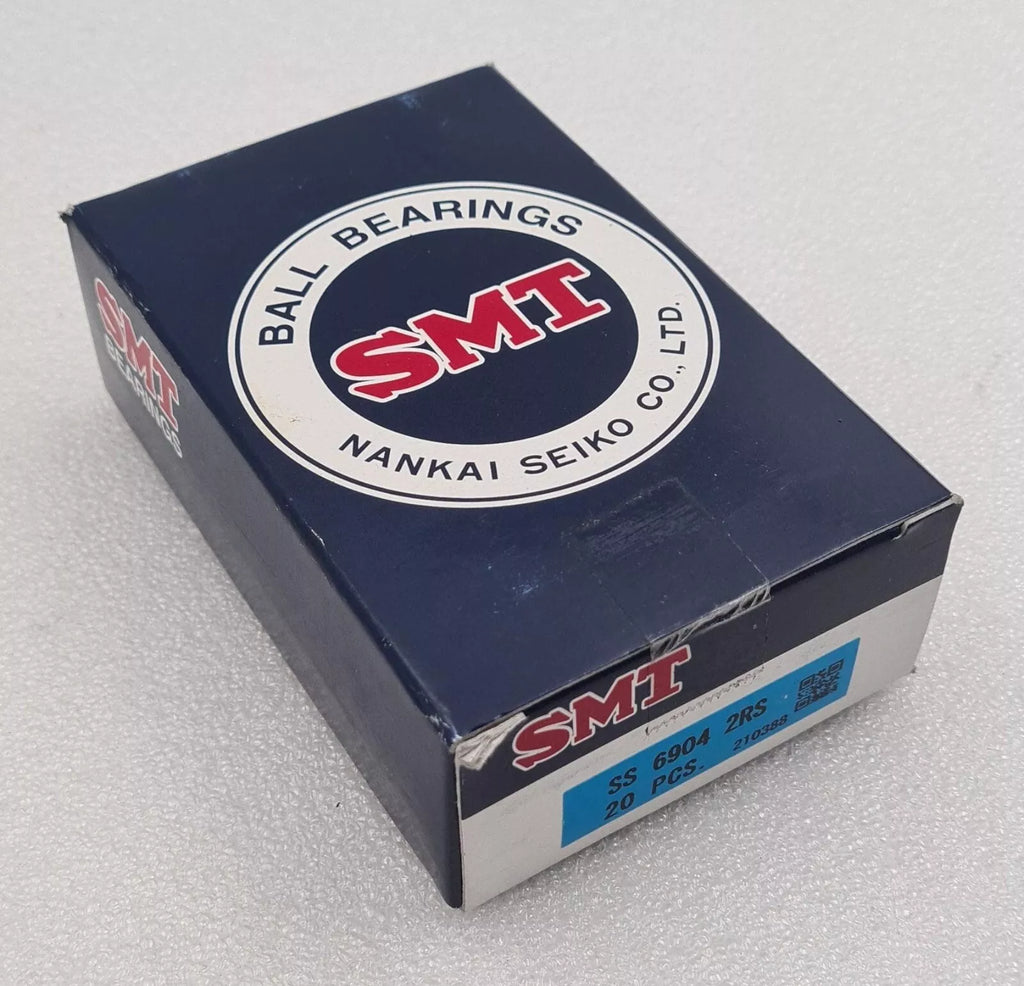 BALL BEARINGS
SMT
NANKAI SEIKO CO., LTD.
SMT
BEARINGS
SMT
SS 6904 2RS
20 PCS. 210388